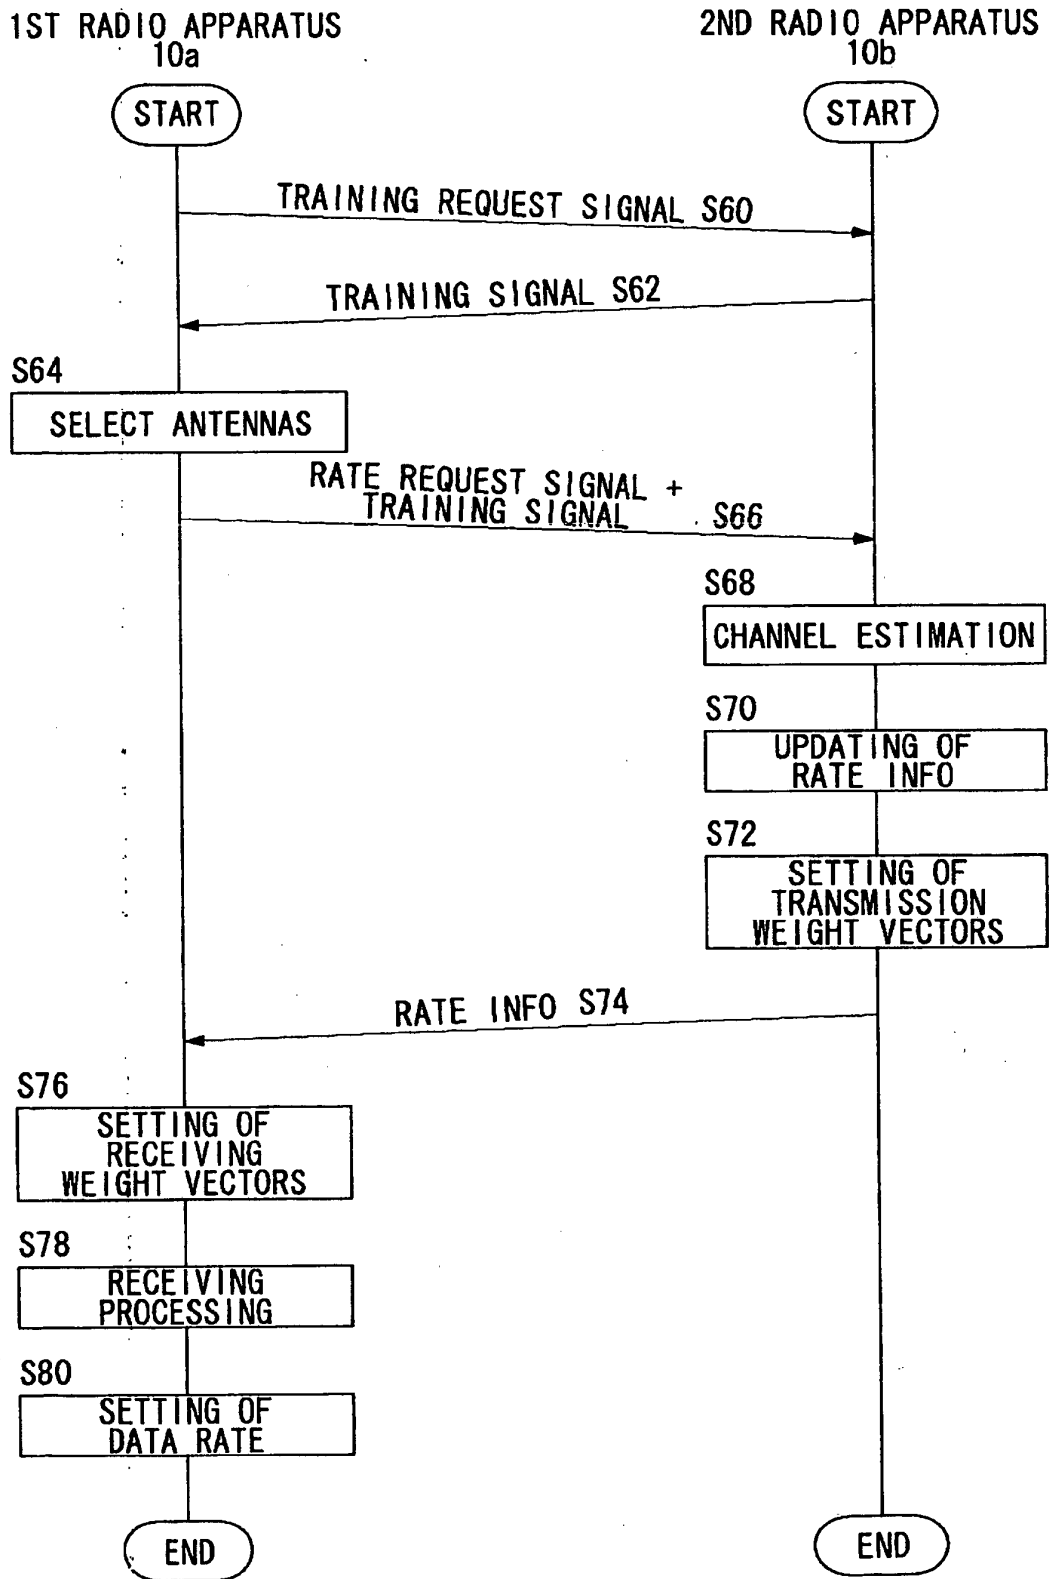 1ST RADIO APPARATUS
10a
2ND RADIO APPARATUS
10b
START
START
TRAINING REQUEST SIGNAL S60
TRAINING SIGNAL S62
S64
SELECT ANTENNAS
RATE REQUEST SIGNAL +
TRAINING SIGNAL S66
S68
CHANNEL ESTIMATION
S70
UPDATING OF
RATE INFO
S72
SETTING OF
TRANSMISSION
WEIGHT VECTORS
RATE INFO S74
S76
SETTING OF
RECEIVING
WEIGHT VECTORS
S78
RECEIVING
PROCESSING
S80
SETTING OF
DATA RATE
END
END